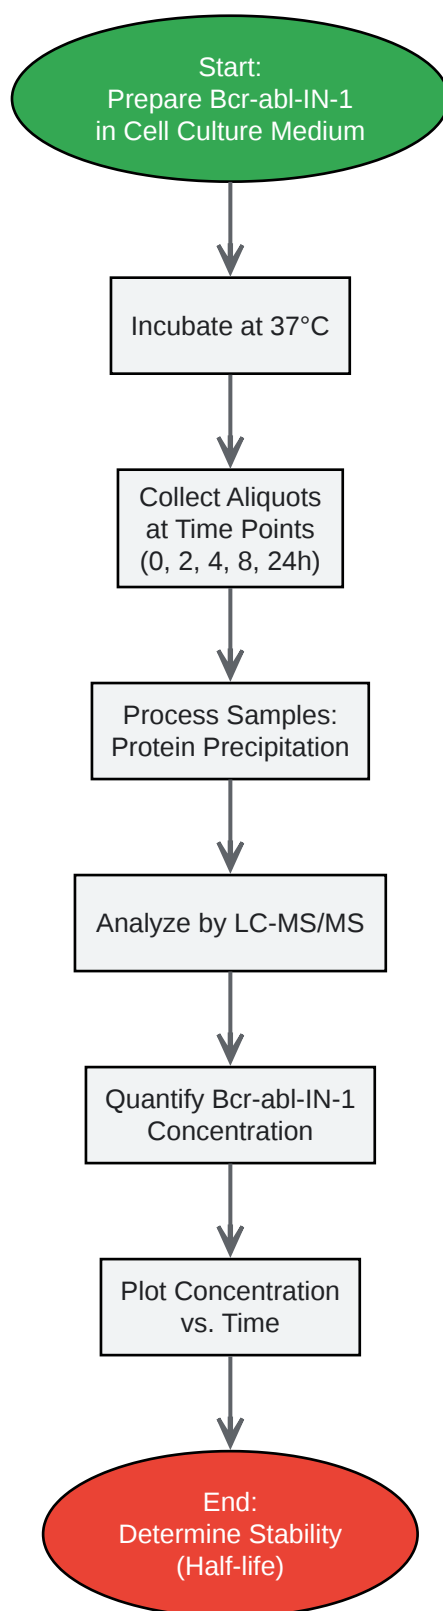 Start:
Prepare Bcr-abl-IN-1
in Cell Culture Medium
Incubate at 37°C
Collect Aliquots
at Time Points
(0, 2, 4, 8, 24h)
Process Samples:
Protein Precipitation
Analyze by LC-MS/MS
Quantify Bcr-abl-IN-1
Concentration
Plot Concentration
vs. Time
End:
Determine Stability
(Half-life)